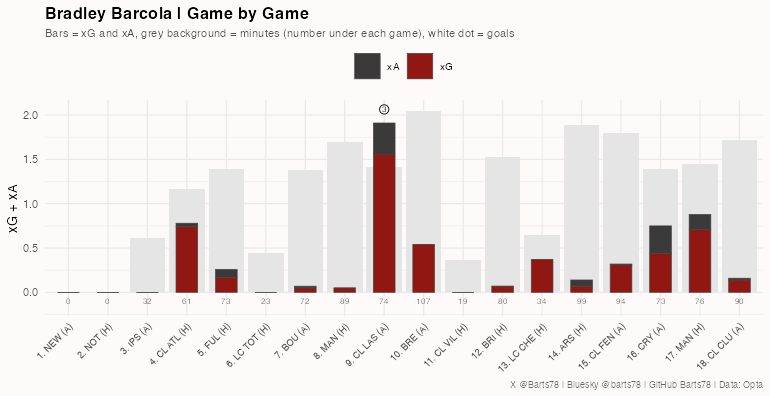 Bradley Barcola | Game by Game
Bars = xG and xA, grey background = minutes (number under each game), white dot = goals
xA xG
xG + xA
2.0
1.5
1.0
0.5
0.0
3
0 0 32 61 73 23 72 89 74 107 19 80 34 99 94 73 76 90
1. NEW (A)
2. NOT (H)
3. IPS (A)
4. CL ATL (H)
5. FUL (H)
6. LC TOT (H)
7. BOU (A)
8. MAN (H)
9. CL LAS (A)
10. BRE (A)
11. CL VIL (H)
12. BRI (H)
13. LC CHE (H)
14. ARS (H)
15. CL FEN (A)
16. CRY (A)
17. MAN (H)
18. CL CLU (A)
X @Barts78 | Bluesky @barts78 | GitHub Barts78 | Data: Opta